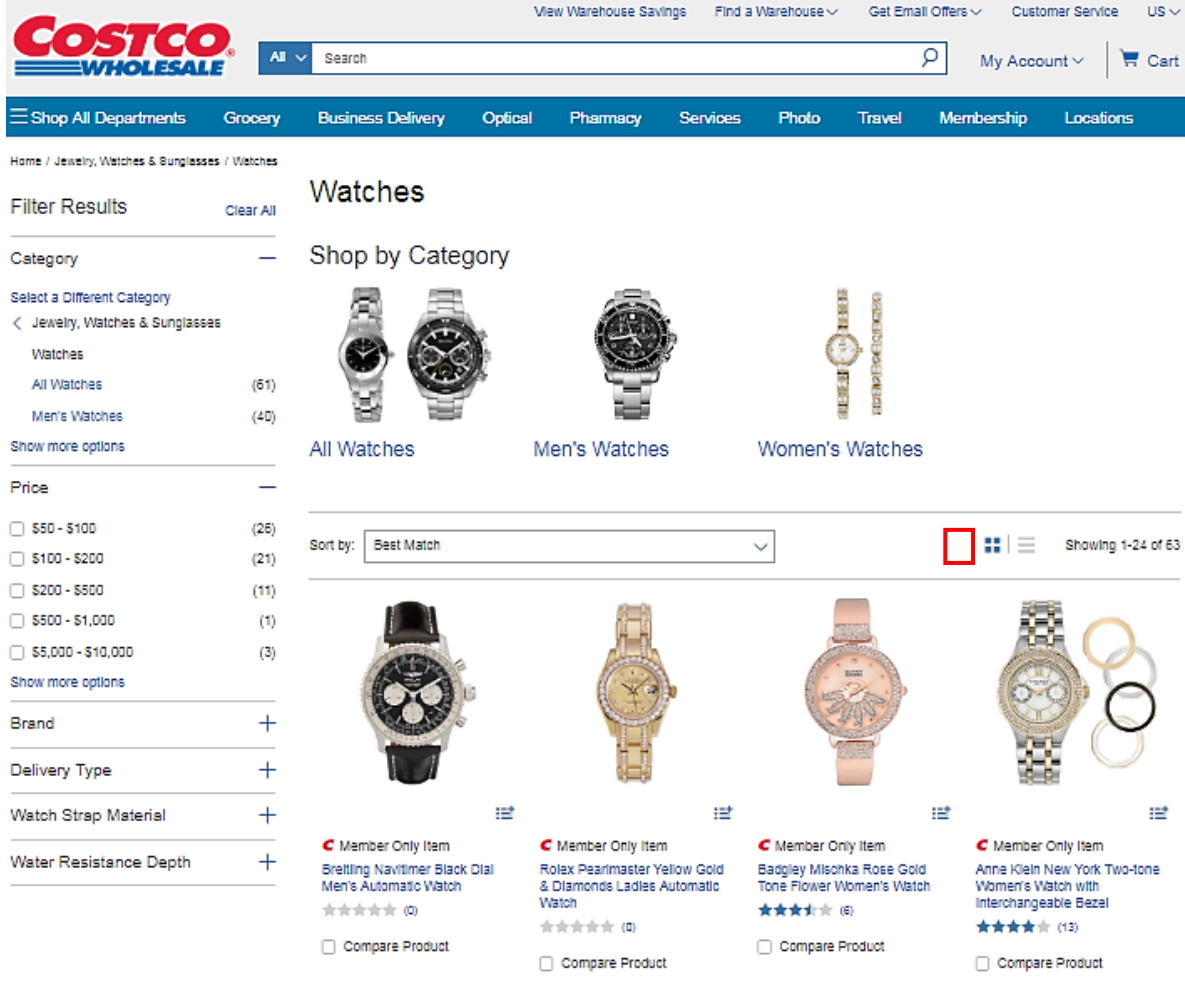 View Warehouse Savings Find a Warehouse Get Email Offers Customer Service US
COSTCO
WHOLESALE
All Search My Account Cart
Shop All Departments Grocery Business Delivery Optical Pharmacy Services Photo Travel Membership Locations
Home / Jewelry, Watches & Sunglasses / Watches
Filter Results Clear All
Category
Select a Different Category
Jewelry, Watches & Sunglasses
Watches
All Watches (61)
Men's Watches (40)
Show more options
Price
$50 - $100 (26)
$100 - $200 (21)
$200 - $500 (11)
$500 - $1,000 (1)
$5,000 - $10,000 (3)
Show more options
Brand
Delivery Type
Watch Strap Material
Water Resistance Depth
Watches
Shop by Category
All Watches Men's Watches Women's Watches
Sort by: Best Match Showing 1-24 of 63
Member Only Item
Breitling Navitimer Black Dial
Men's Automatic Watch
(0)
Compare Product
Member Only Item
Rolex Pearlmaster Yellow Gold
& Diamonds Ladies Automatic
Watch
(0)
Compare Product
Member Only Item
Badgley Mischka Rose Gold
Tone Flower Women's Watch
(6)
Compare Product
Member Only Item
Anne Klein New York Two-tone
Women's Watch with
Interchangeable Bezel
(13)
Compare Product